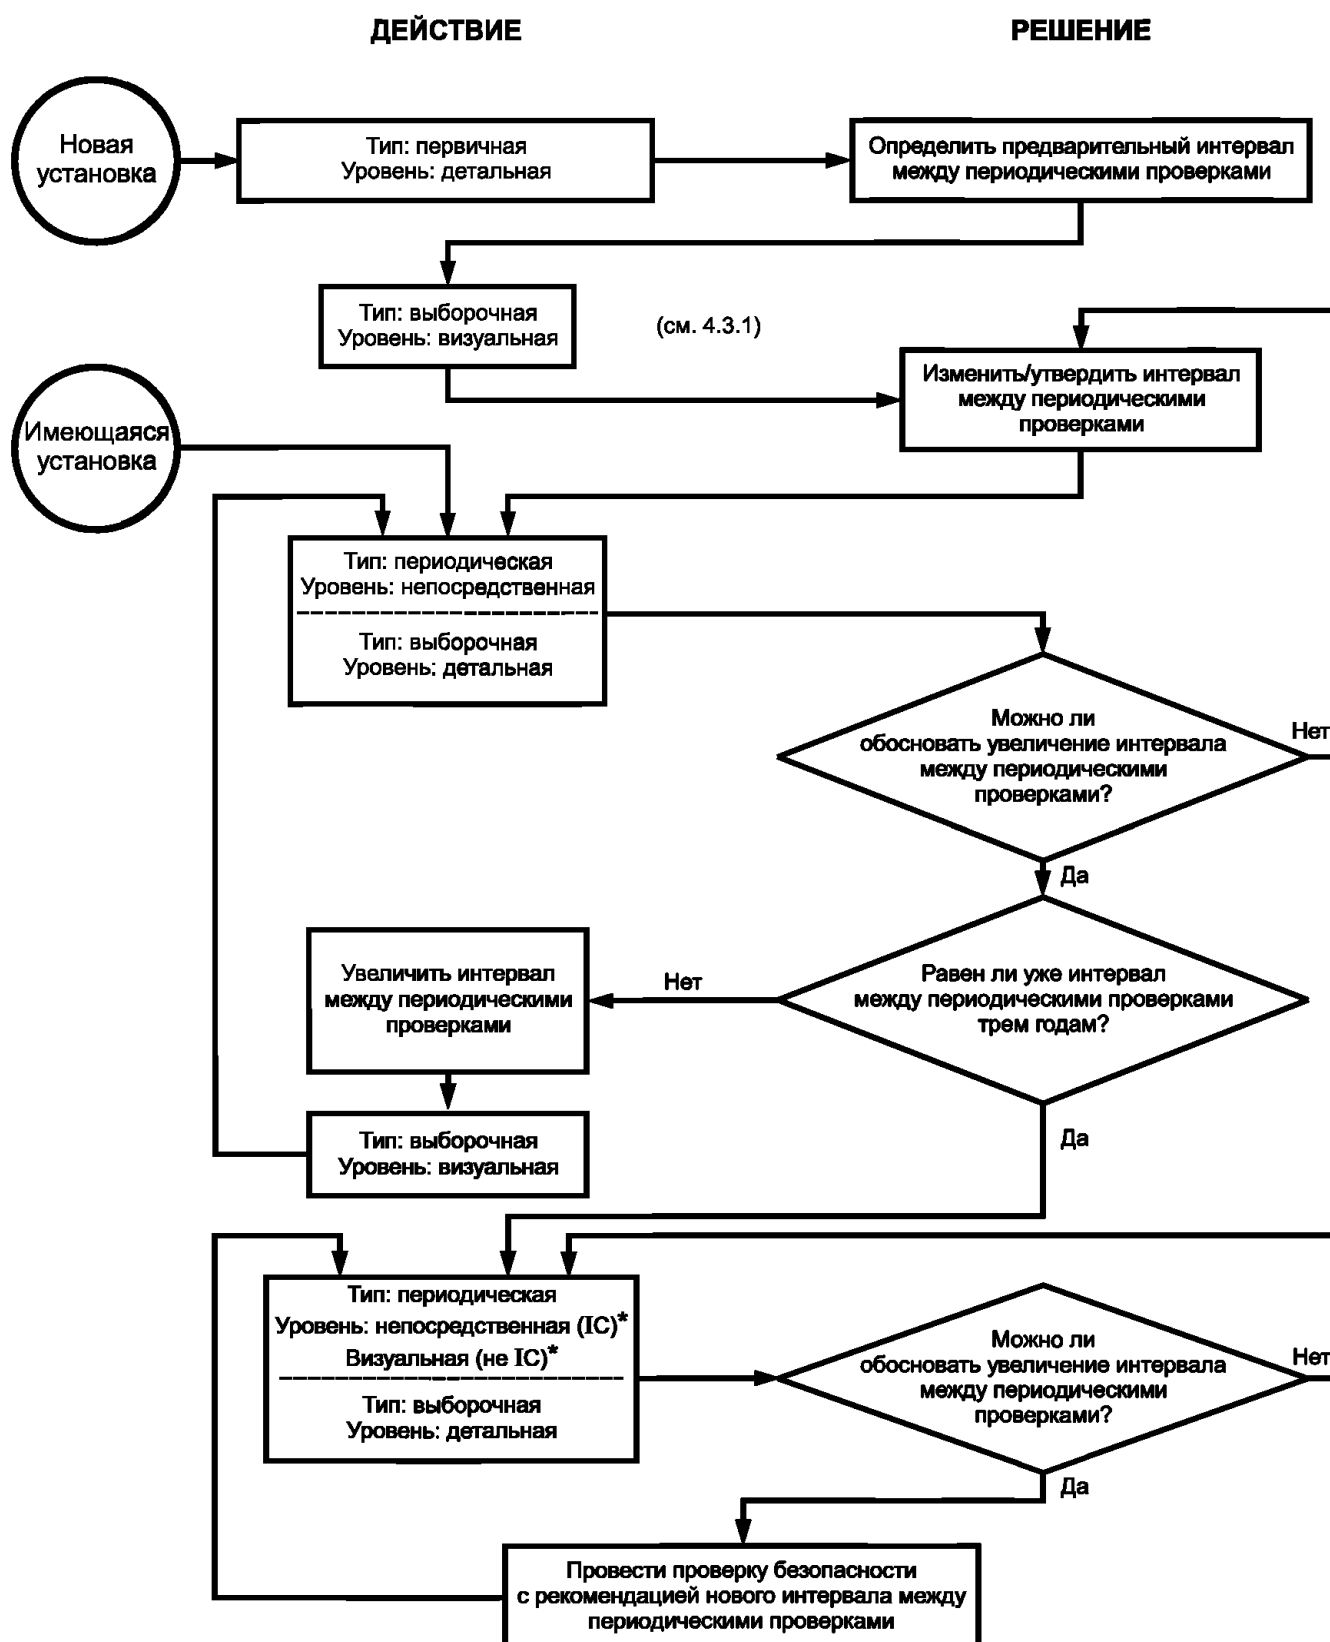 ДЕЙСТВИЕ
РЕШЕНИЕ
Новая
установка
Тип: первичная
Уровень: детальная
Определить предварительный интервал
между периодическими проверками
Тип: выборочная
Уровень: визуальная
(см. 4.3.1)
Изменить/утвердить интервал
между периодическими
проверками
Имеющаяся
установка
Тип: периодическая
Уровень: непосредственная
Тип: выборочная
Уровень: детальная
Можно ли
обосновать увеличение интервала
между периодическими
проверками?
Нет
Да
Равен ли уже интервал
между периодическими проверками
трем годам?
Нет
Увеличить интервал
между периодическими
проверками
Тип: выборочная
Уровень: визуальная
Да
Тип: периодическая
Уровень: непосредственная (IC)*
Визуальная (не IC)*
Тип: выборочная
Уровень: детальная
Можно ли
обосновать увеличение интервала
между периодическими
проверками?
Нет
Да
Провести проверку безопасности
с рекомендацией нового интервала между
периодическими проверками